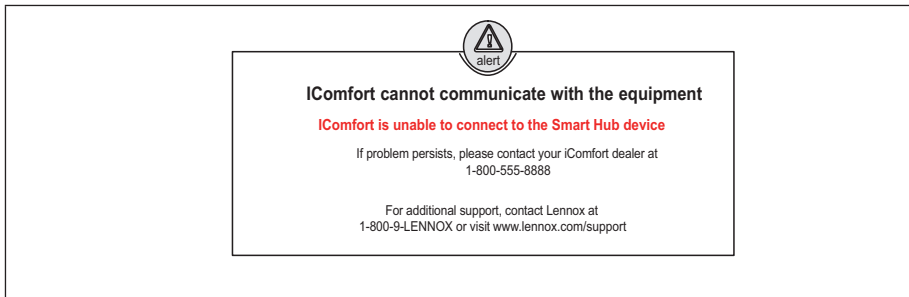 alert
IComfort cannot communicate with the equipment
IComfort is unable to connect to the Smart Hub device
If problem persists, please contact your iComfort dealer at
1-800-555-8888
For additional support, contact Lennox at
1-800-9-LENNOX or visit www.lennox.com/support